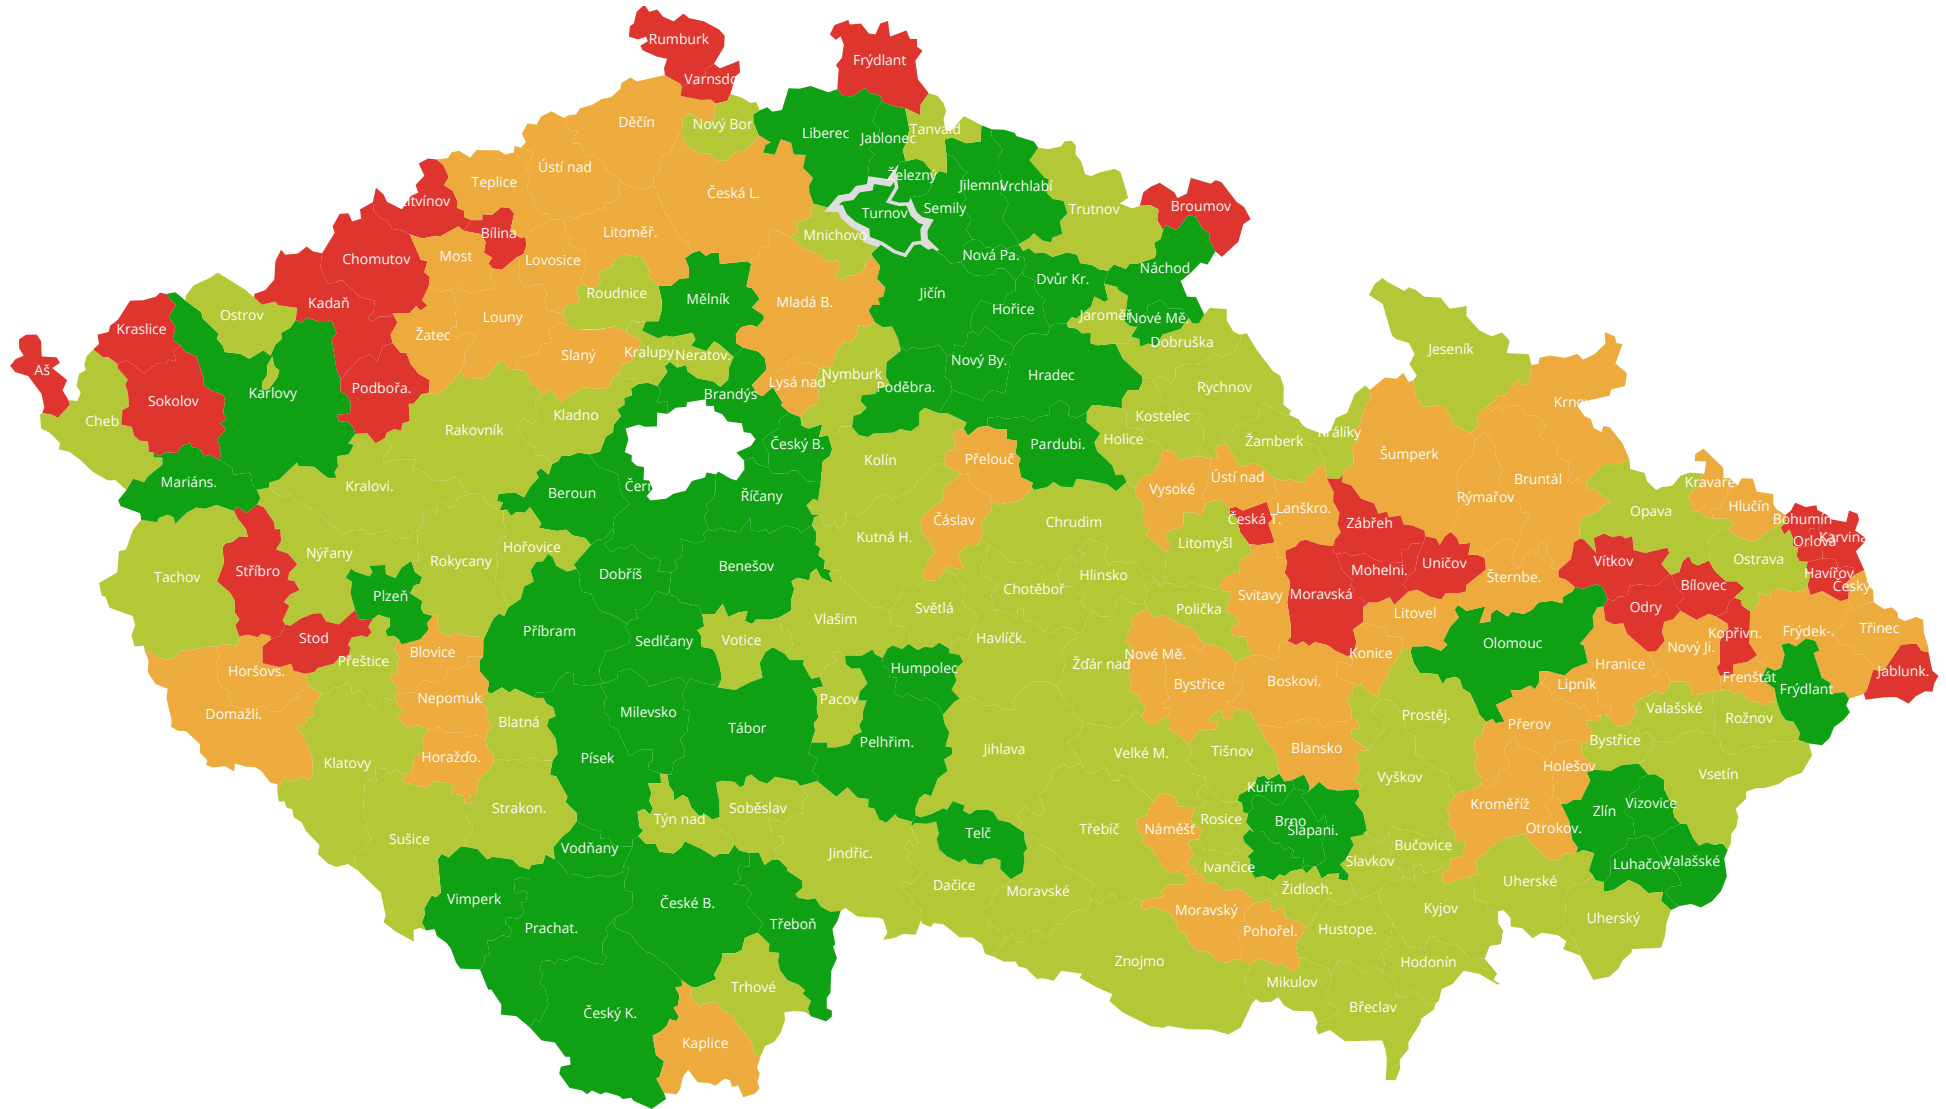 Rumburk
Frýdlant
Varnsdo
Děčín
Nový Bor
Liberec
Jablonec
Tanvald
Ústí nad
Teplice
Česká L.
Železný
Jilemni
Vrchlabí
itvínov
Turnov
Semily
Trutnov
Broumov
Bílina
Litoměř.
Mnichovo
Chomutov
Most
Lovosice
Nová Pa.
Náchod
Dvůr Kr.
Roudnice
Mělník
Jičín
Kadaň
Mladá B.
Hořice
Ostrov
Louny
Jaroměř
Nové Mě.
Kraslice
Žatec
Slaný
Kralupy
Neratov.
Dobruška
Jeseník
Aš
Nový By.
Podbořa.
Lysá nad
Nymburk
Hradec
Poděbra.
Rychnov
Karlovy
Sokolov
Brandýs
Krnov
Cheb
Kladno
Kostelec
Rakovník
Holice
Králíky
Český B.
Pardubi.
Žamberk
Šumperk
Kolín
Přelouč
Mariáns.
Kralovi.
Beroun
Čern
Říčany
Vysoké
Ústí nad
Bruntál
Kravaře
Rýmařov
Lanškro.
Hlučín
Opava
Čáslav
Chrudim
Česká T.
Zábřeh
Bohumín
Kutná H.
Orlová
Karviná
Litomyšl
Hořovice
Nýřany
Rokycany
Ostrava
Vítkov
Uničov
Stříbro
Benešov
Mohelni.
Havířov
Tachov
Dobříš
Hlinsko
Šternbe.
Chotěboř
Bílovec
Český
Plzeň
Svitavy
Moravská
Světlá
Polička
Odry
Litovel
Vlašim
Příbram
Stod
Sedlčany
Votice
Havlíčk.
Olomouc
Kopřivn.
Frýdek-.
Třinec
Blovice
Přeštice
Nové Mě.
Konice
Nový Ji.
Hranice
Žďár nad
Humpolec
Horšovs.
Jablunk.
Frenštát
Boskovi.
Bystřice
Lipník
Frýdlant
Nepomuk
Pacov
Milevsko
Domažli.
Blatná
Prostěj.
Valašské
Rožnov
Přerov
Tábor
Pelhřim.
Bystřice
Jihlava
Blansko
Tišnov
Velké M.
Horažďo.
Písek
Klatovy
Holešov
Vsetín
Vyškov
Kuřim
Strakon.
Soběslav
Týn nad
Kroměříž
Vizovice
Zlín
Rosice
Brno
Šlapani.
Třebíč
Náměšť
Otrokov.
Telč
Sušice
Vodňany
Bučovice
Jindřic.
Slavkov
Valašské
Luhačov.
Ivančice
Uherské
Dačice
Židloch.
Moravské
Vimperk
České B.
Moravský
Kyjov
Uherský
Třeboň
Prachat.
Pohořel.
Hustope.
Znojmo
Hodonín
Mikulov
Trhové
Břeclav
Český K.
Kaplice